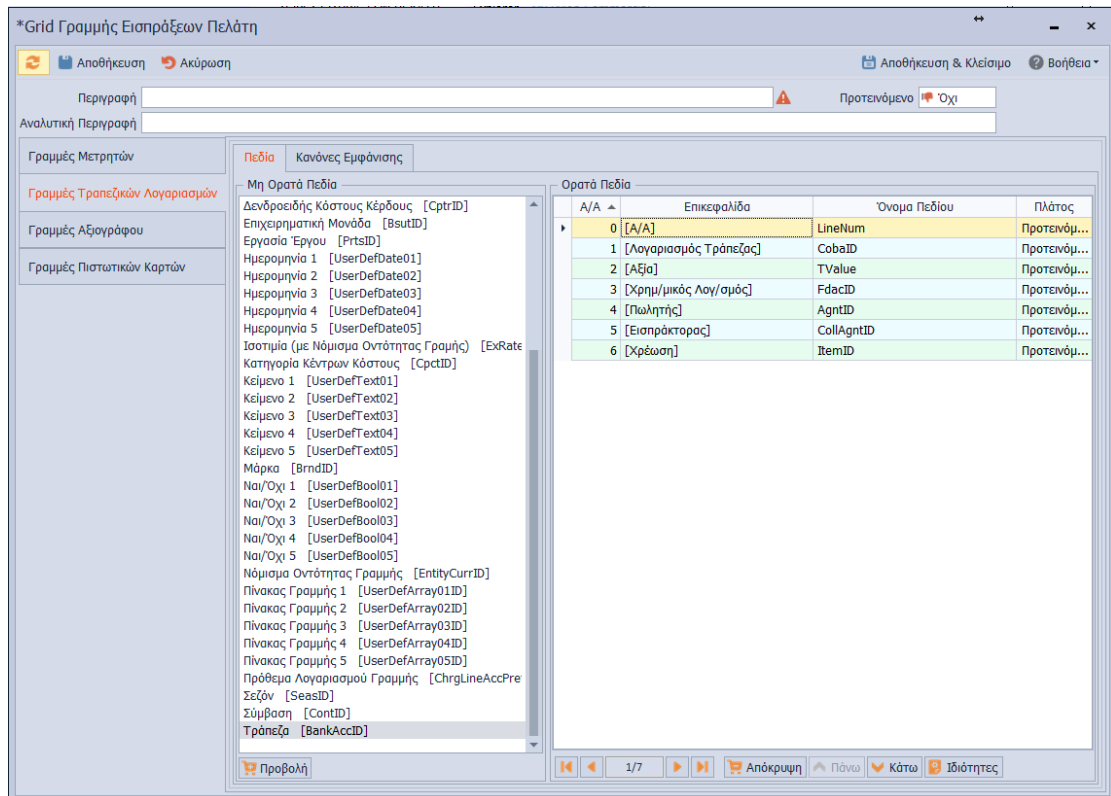 *Grid Γραμμής Εισπράξεων Πελάτη
Αποθήκευση Ακύρωση Αποθήκευση & Κλείσιμο Βοήθεια
Περιγραφή Προτεινόμενο Όχι
Αναλυτική Περιγραφή
Γραμμές Μετρητών
Γραμμές Τραπεζικών Λογαριασμών
Γραμμές Αξιογράφου
Γραμμές Πιστωτικών Καρτών
Πεδία Κανόνες Εμφάνισης
Μη Ορατά Πεδία
Δενδροειδής Κόστους Κέρδους [CptrID]
Επιχειρηματική Μονάδα [BsutID]
Εργασία Έργου [PrtsID]
Ημερομηνία 1 [UserDefDate01]
Ημερομηνία 2 [UserDefDate02]
Ημερομηνία 3 [UserDefDate03]
Ημερομηνία 4 [UserDefDate04]
Ημερομηνία 5 [UserDefDate05]
Ισοτιμία (με Νόμισμα Οντότητας Γραμής) [ExRate
Κατηγορία Κέντρων Κόστους [CpctID]
Κείμενο 1 [UserDefText01]
Κείμενο 2 [UserDefText02]
Κείμενο 3 [UserDefText03]
Κείμενο 4 [UserDefText04]
Κείμενο 5 [UserDefText05]
Μάρκα [BrndID]
Ναι/Όχι 1 [UserDefBool01]
Ναι/Όχι 2 [UserDefBool02]
Ναι/Όχι 3 [UserDefBool03]
Ναι/Όχι 4 [UserDefBool04]
Ναι/Όχι 5 [UserDefBool05]
Νόμισμα Οντότητας Γραμμής [EntityCurrID]
Πίνακας Γραμμής 1 [UserDefArray01ID]
Πίνακας Γραμμής 2 [UserDefArray02ID]
Πίνακας Γραμμής 3 [UserDefArray03ID]
Πίνακας Γραμμής 4 [UserDefArray04ID]
Πίνακας Γραμμής 5 [UserDefArray05ID]
Πρόθεμα Λογαριασμού Γραμμής [ChrgLineAccPre
Σεζόν [SeasID]
Σύμβαση [ContID]
Τράπεζα [BankAccID]
Προβολή
Ορατά Πεδία
Α/Α Επικεφαλίδα Όνομα Πεδίου Πλάτος
0 [Α/Α] LineNum Προτεινόμ...
1 [Λογαριασμός Τράπεζας] CobaID Προτεινόμ...
2 [Αξία] TValue Προτεινόμ...
3 [Χρημ/μικός Λογ/σμός] FdacID Προτεινόμ...
4 [Πωλητής] AgntID Προτεινόμ...
5 [Εισπράκτορας] CollAgntID Προτεινόμ...
6 [Χρέωση] ItemID Προτεινόμ...
1/7 Απόκρυψη Πάνω Κάτω Ιδιότητες